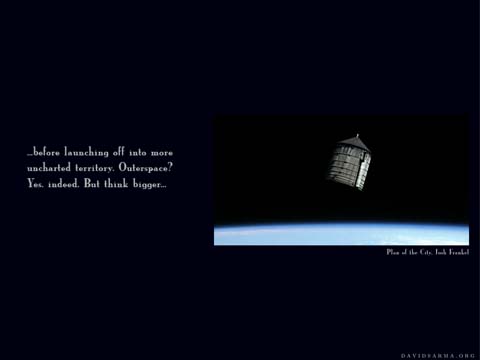 ...before launching off into more
uncharted territory. Outerspace?
Yes, indeed. But think bigger...
Plan of the City, Josh Frankel
DAVIDSARMA.ORG